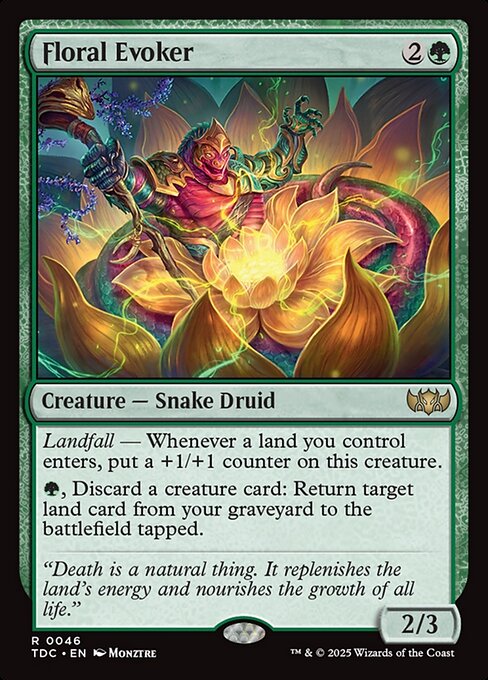 Floral Evoker 2
Creature — Snake Druid
Landfall — Whenever a land you control
enters, put a +1/+1 counter on this creature.
, Discard a creature card: Return target
land card from your graveyard to the
battlefield tapped.
“Death is a natural thing. It replenishes the
land’s energy and nourishes the growth of all
life.”
2/3
R 0046
TDC • EN Monztre
™ & © 2025 Wizards of the Coast